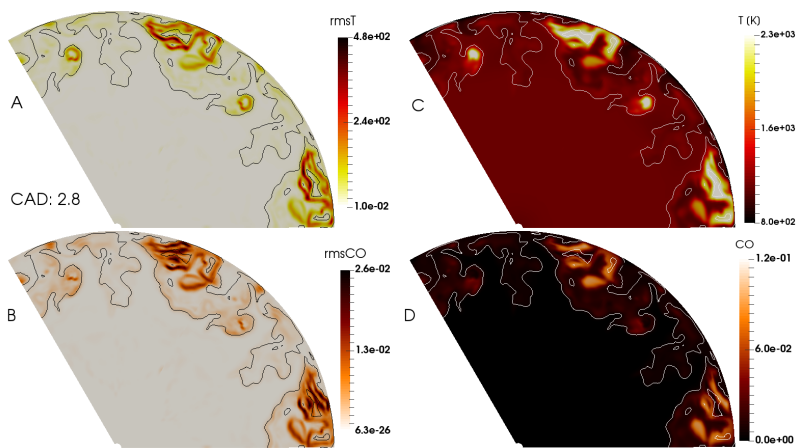 rmsT
4.8e+02
2.4e+02
1.0e-02
A
CAD: 2.8
T (K)
2.3e+03
1.6e+03
8.0e+02
C
rmsCO
2.6e-02
1.3e-02
6.3e-26
B
CO
1.2e-01
6.0e-02
0.0e+00
D